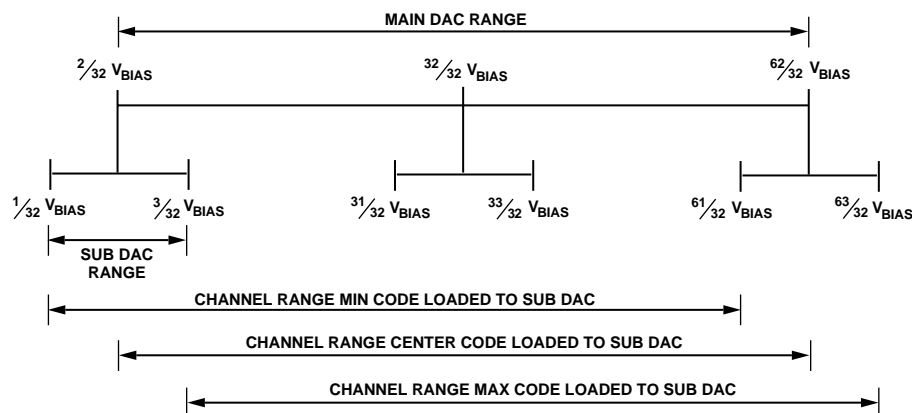 MAIN DAC RANGE
2/32 VBIAS 32/32 VBIAS 62/32 VBIAS
1/32 VBIAS 3/32 VBIAS 31/32 VBIAS 33/32 VBIAS 61/32 VBIAS 63/32 VBIAS
SUB DAC
RANGE
CHANNEL RANGE MIN CODE LOADED TO SUB DAC
CHANNEL RANGE CENTER CODE LOADED TO SUB DAC
CHANNEL RANGE MAX CODE LOADED TO SUB DAC